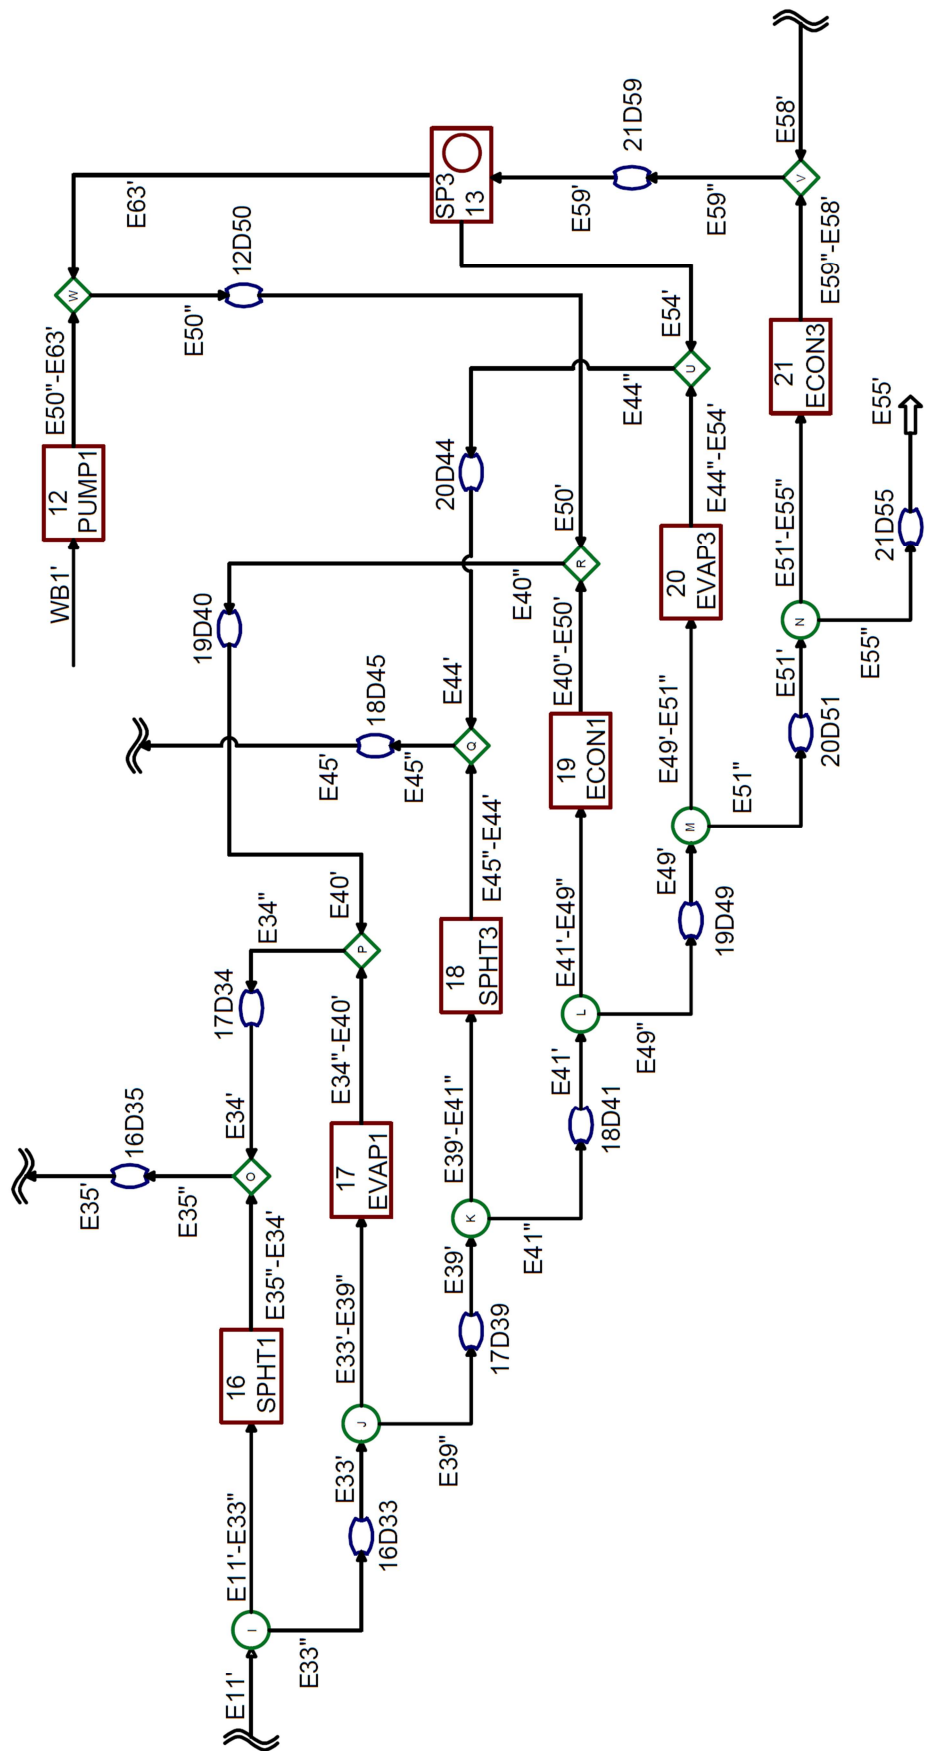 E11'
I
E11'-E33"
E33"
16
SPHT1
E35"-E34'
O
E35"
16D35
E35'
E34'
17D34
E34"
16D33
E33'
J
E33'-E39"
E39"
17
EVAP1
E34"-E40'
P
E40'
19D40
17D39
E39'
K
E39'-E41"
E41"
18
SPHT3
E45"-E44'
Q
E45"
18D45
E45'
E44'
20D44
E44"
18D41
E41'
L
E41'-E49"
E49"
19
ECON1
E40"-E50'
R
E40"
E50'
19D49
E49'
M
E49'-E51"
E51"
20
EVAP3
E44"-E54'
U
E54'
20D51
E51'
N
E51'-E55"
E55"
21D55
E55'
21
ECON3
E59"-E58'
V
E58'
E59"
21D59
E59'
SP3
13
E63'
WB1'
12
PUMP1
E50"-E63'
W
E50"
12D50